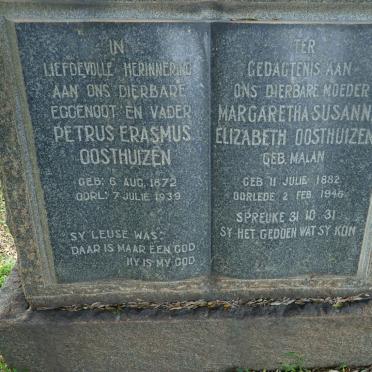 IN
LIEFDEVOLLE HERINNERING
AAN ONS DIERBARE
EGGENOOT EN VADER
PETRUS ERASMUS
OOSTHUIZEN
GEB: 6 AUG. 1872
OORL: 7 JULIE 1939
SY LEUSE WAS:
DAAR IS MAAR EEN GOD
HY IS MY GOD
TER
GEDAGTENIS AAN
ONS DIERBARE MOEDER
MARGARETHA SUSANNA
ELIZABETH OOSTHUIZEN
GEB. MALAN
GEB 11 JULIE 1882
OORLEDE 2 FEB. 1946
SPREUKE 31 10 31
SY HET GEDOEN WAT SY KON